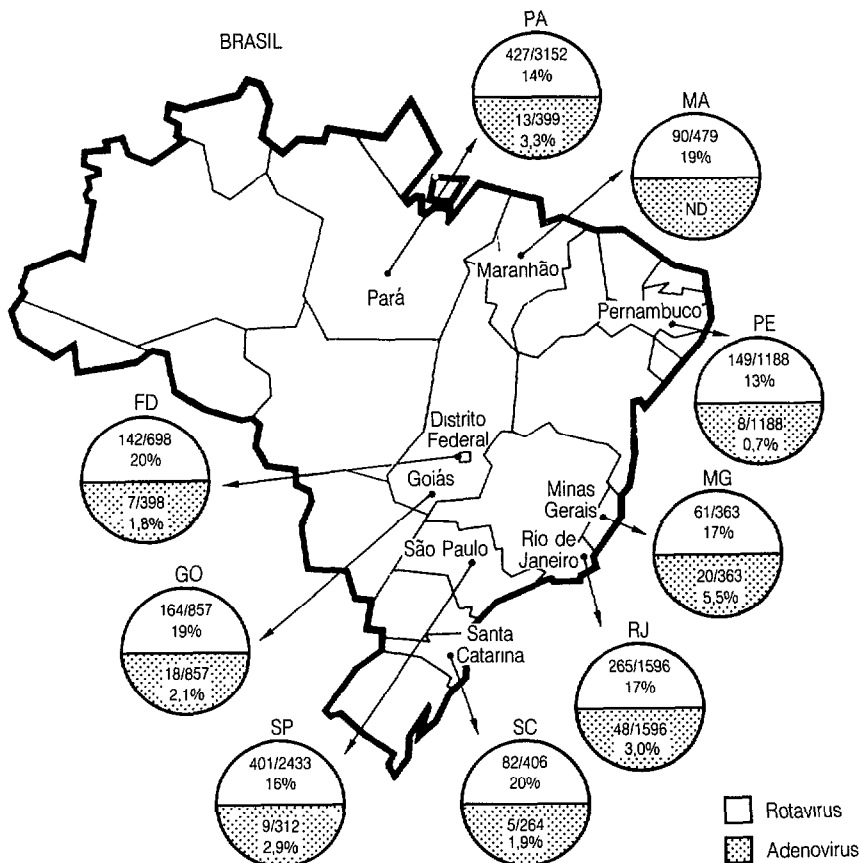 BRASIL
PA
427/3152
14%
13/399
3,3%
MA
90/479
19%
ND
Maranhão
Pará
Pernambuco
PE
149/1188
13%
8/1188
0,7%
FD
142/698
20%
7/398
1,8%
Distrito
Federal
Goiás
Minas
Gerais
MG
61/363
17%
20/363
5,5%
São Paulo
Rio de
Janeiro
GO
164/857
19%
18/857
2,1%
Santa
Catarina
RJ
265/1596
17%
48/1596
3,0%
SP
401/2433
16%
9/312
2,9%
SC
82/406
20%
5/264
1,9%
Rotavirus
Adenovirus